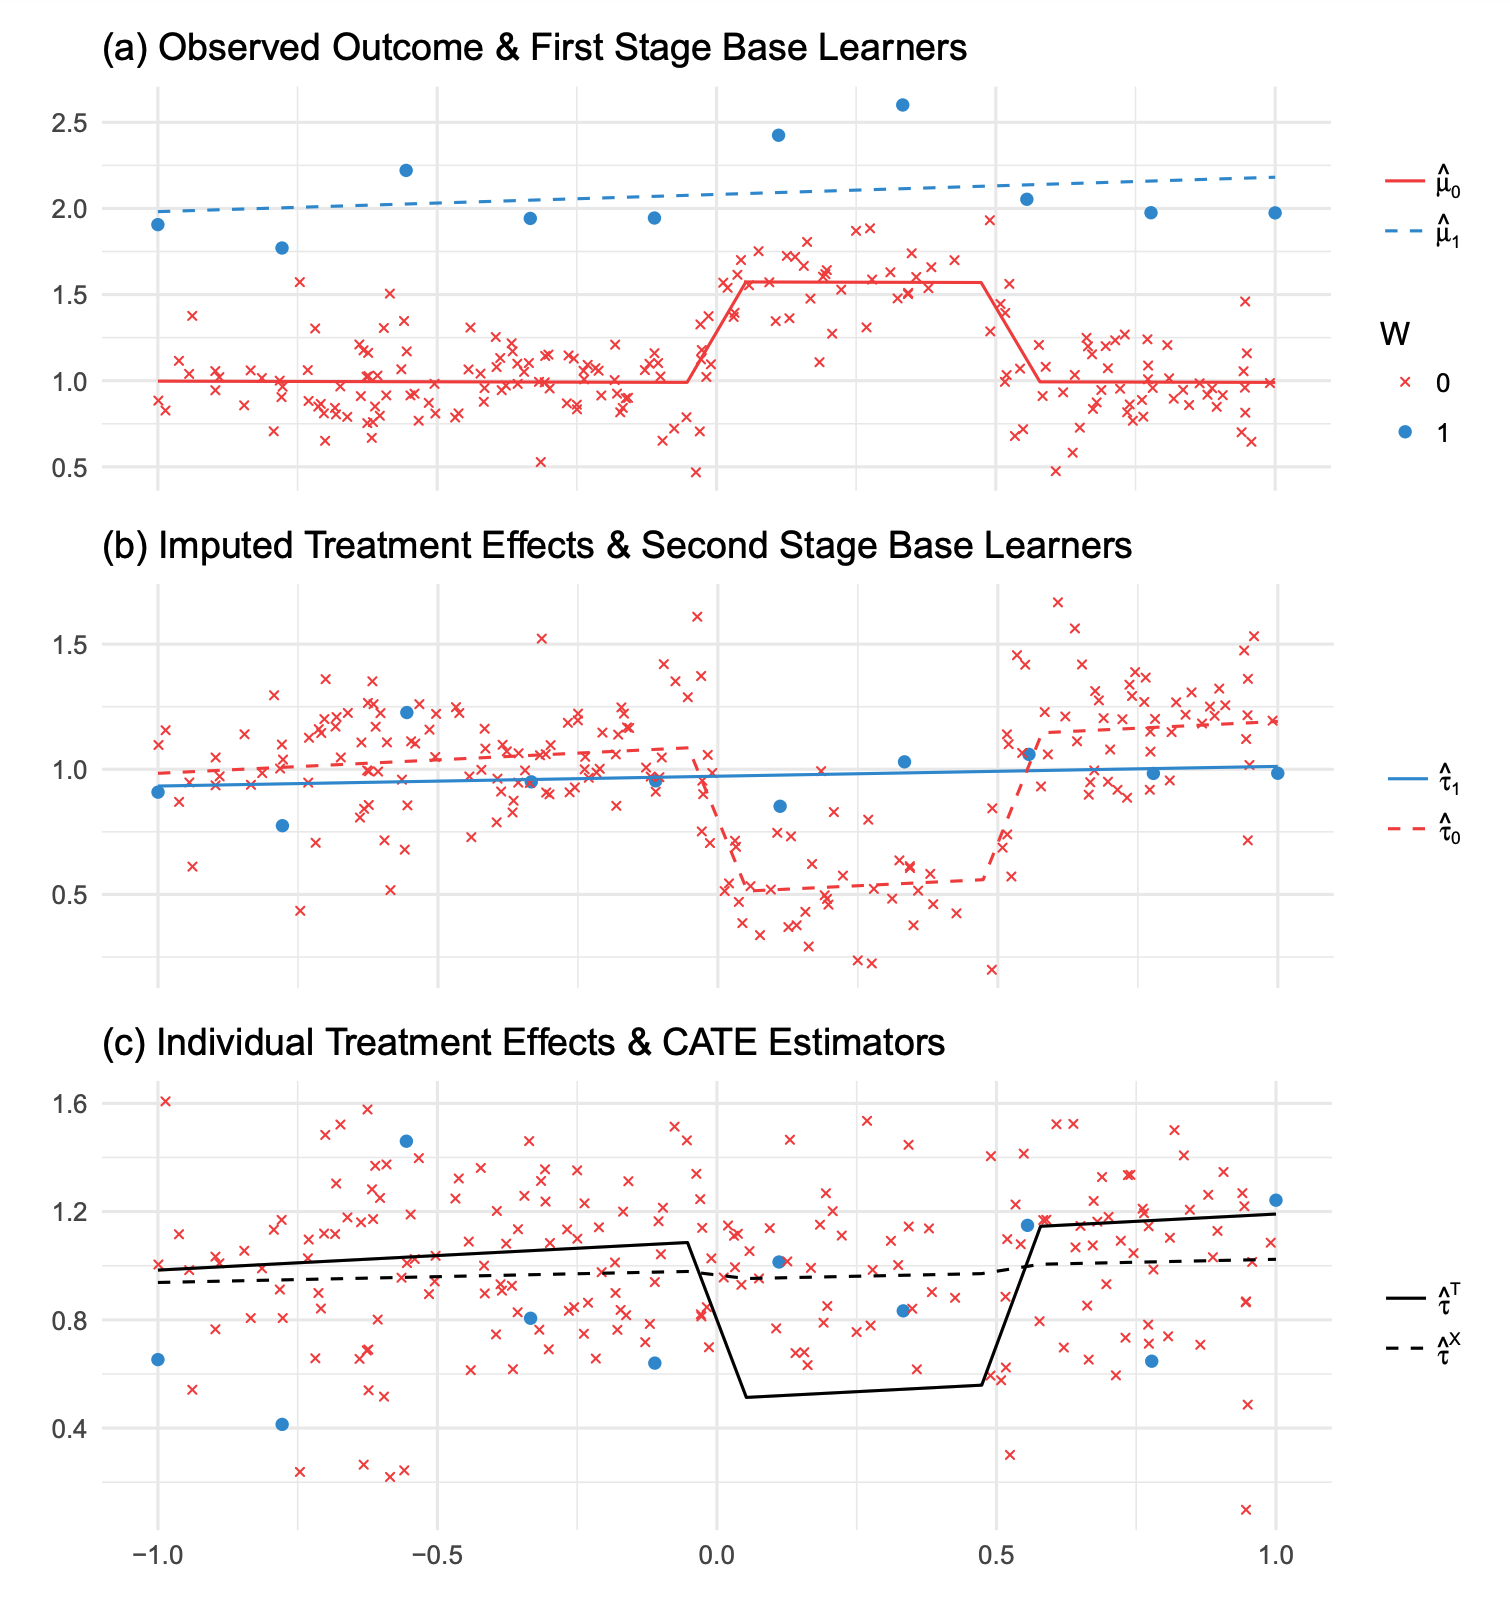 (a) Observed Outcome & First Stage Base Learners
2.5
2.0
1.5
1.0
0.5
μ̂₀
μ̂₁
W
0
1
(b) Imputed Treatment Effects & Second Stage Base Learners
1.5
1.0
0.5
τ̂₁
τ̂₀
(c) Individual Treatment Effects & CATE Estimators
1.6
1.2
0.8
0.4
τ̂ᵀ
τ̂ˣ
−1.0 −0.5 0.0 0.5 1.0